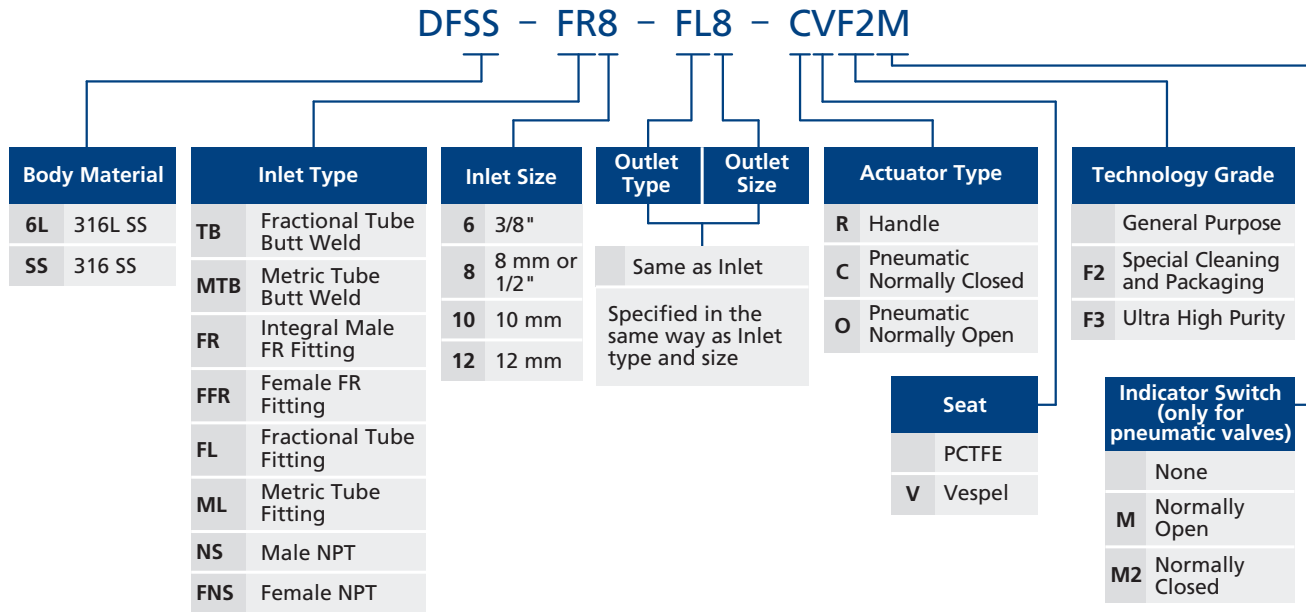 DFSS – FR8 – FL8 – CVF2M
Body Material
6L 316L SS
SS 316 SS
Inlet Type
TB Fractional Tube
Butt Weld
MTB Metric Tube
Butt Weld
FR Integral Male
FR Fitting
FFR Female FR
Fitting
FL Fractional Tube
Fitting
ML Metric Tube
Fitting
NS Male NPT
FNS Female NPT
Inlet Size
6 3/8"
8 8 mm or
1/2"
10 10 mm
12 12 mm
Outlet
Type
Outlet
Size
Same as Inlet
Specified in the
same way as Inlet
type and size
Actuator Type
R Handle
C Pneumatic
Normally Closed
O Pneumatic
Normally Open
Seat
PCTFE
V Vespel
Technology Grade
General Purpose
F2 Special Cleaning
and Packaging
F3 Ultra High Purity
Indicator Switch
(only for
pneumatic valves)
None
M Normally
Open
M2 Normally
Closed